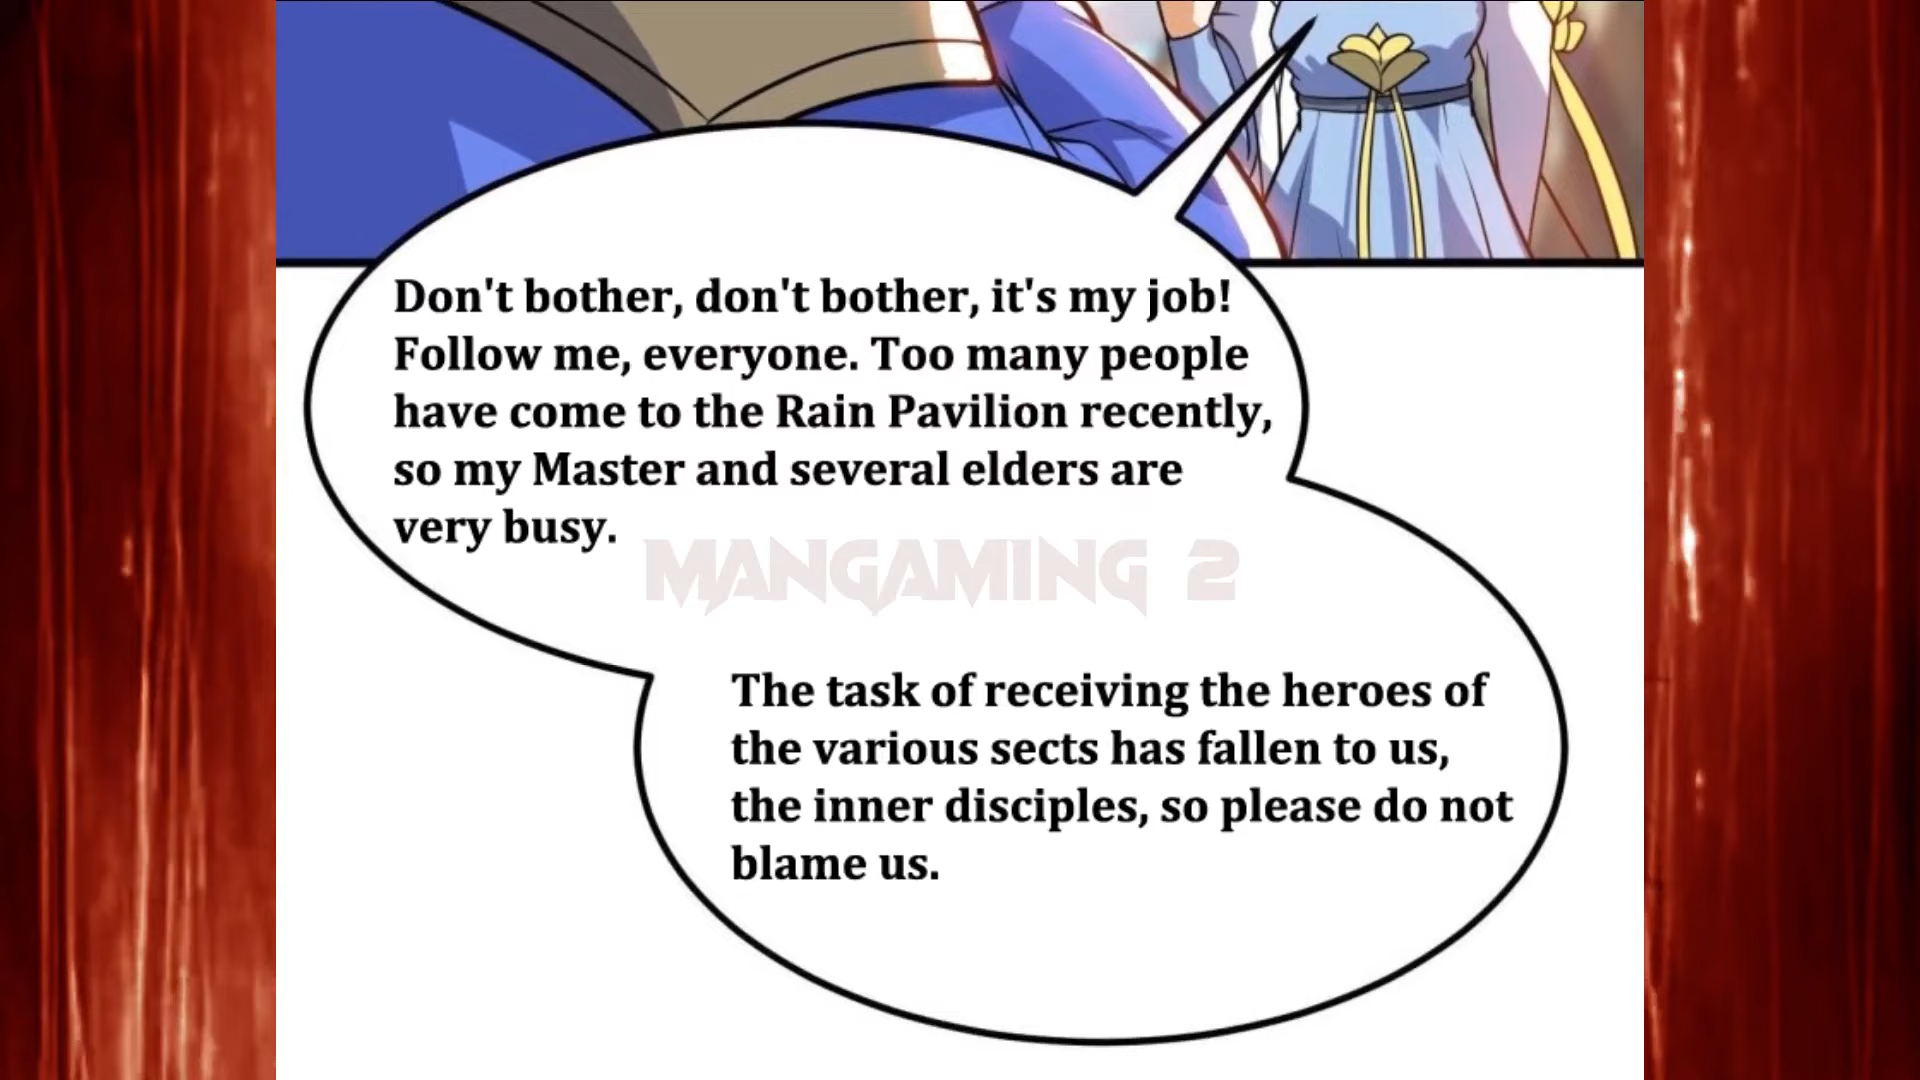 Don't bother, don't bother, it's my job!
Follow me, everyone. Too many people
have come to the Rain Pavilion recently,
so my Master and several elders are
very busy.
MANGAMING 2
The task of receiving the heroes of
the various sects has fallen to us,
the inner disciples, so please do not
blame us.